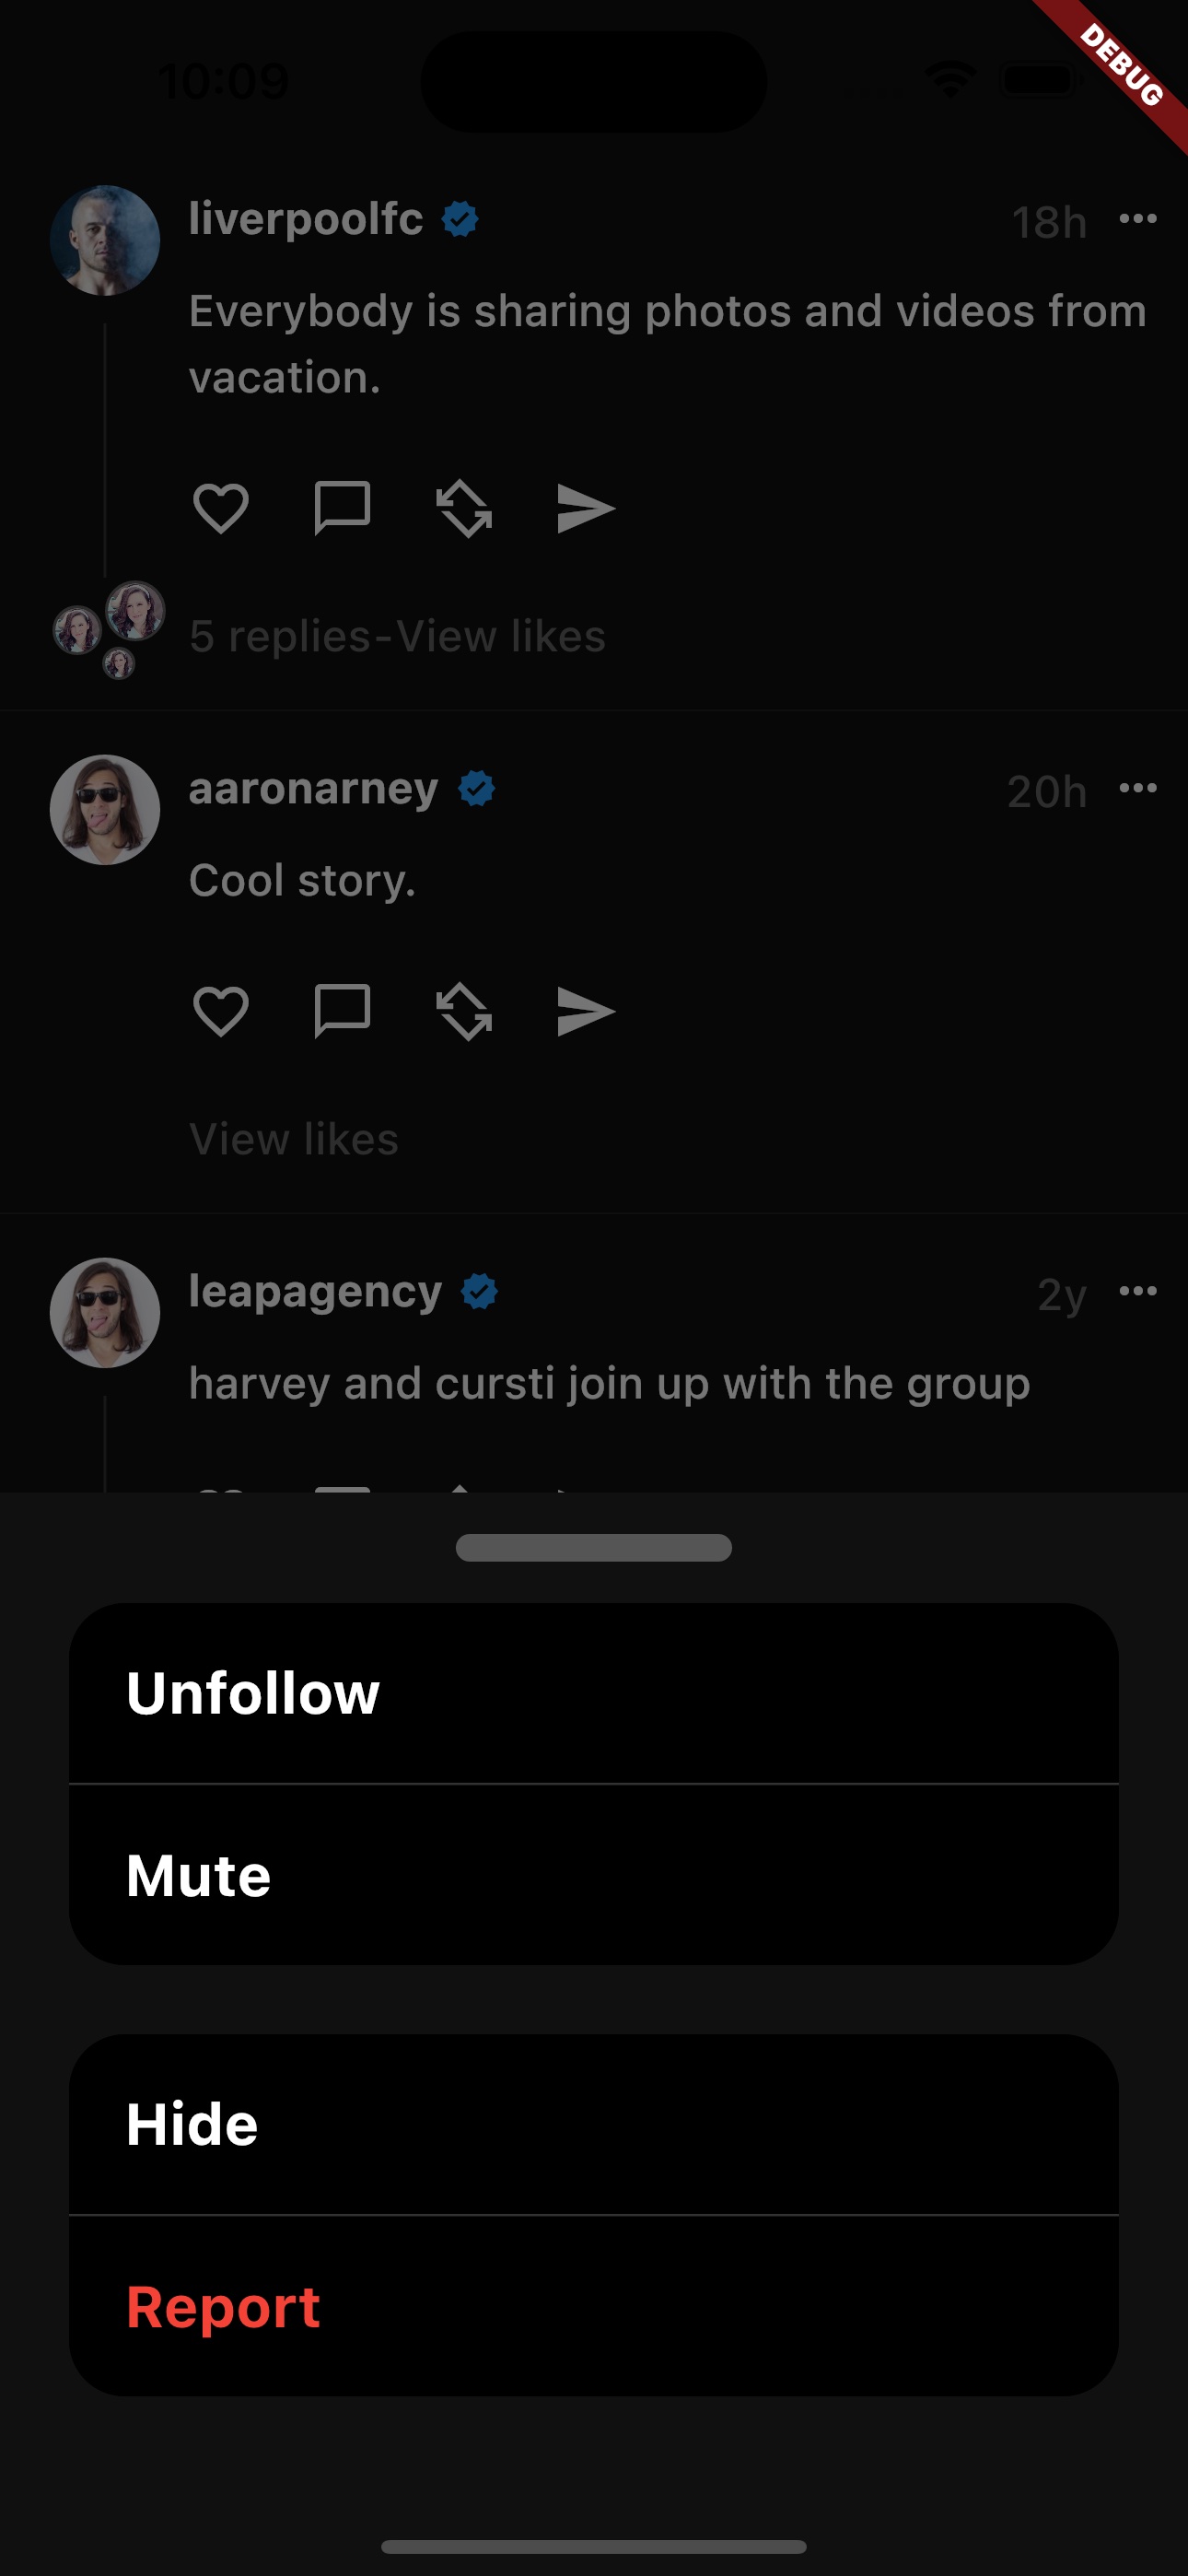 10:09
DEBUG
liverpoolfc
18h
Everybody is sharing photos and videos from
vacation.
5 replies-View likes
aaronarney
20h
Cool story.
View likes
leapagency
2y
harvey and cursti join up with the group
Unfollow
Mute
Hide
Report